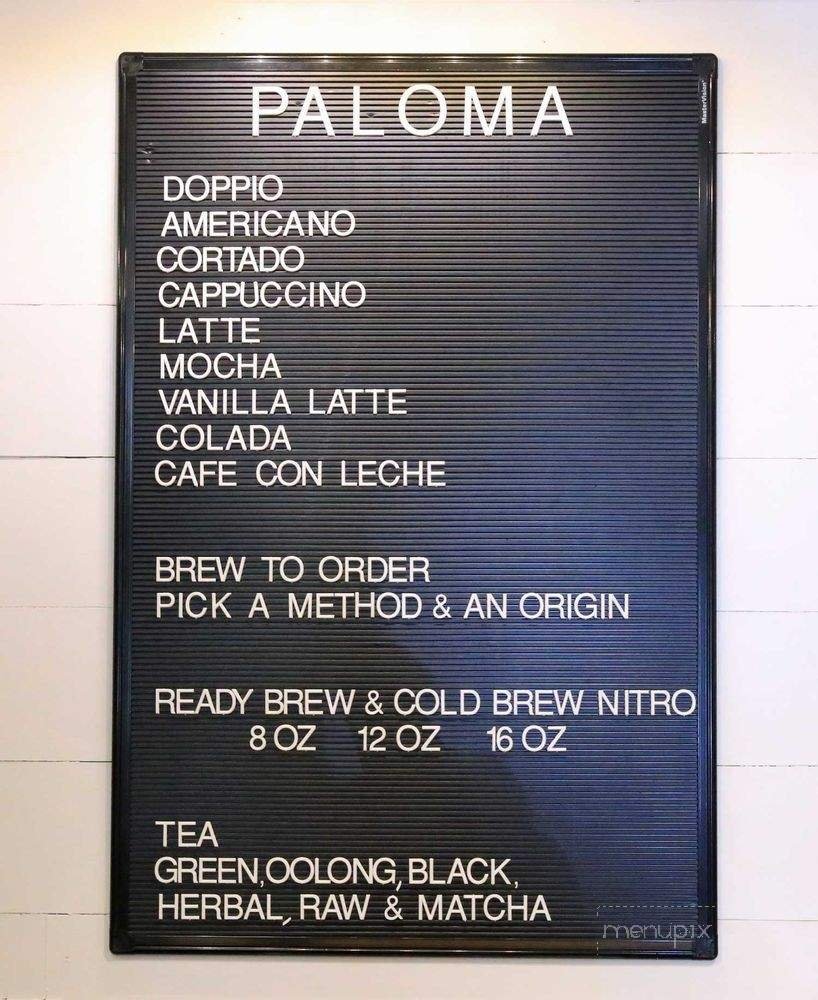 PALOMA
MasterVision
DOPPIO
AMERICANO
CORTADO
CAPPUCCINO
LATTE
MOCHA
VANILLA LATTE
COLADA
CAFE CON LECHE
BREW TO ORDER
PICK A METHOD & AN ORIGIN
READY BREW & COLD BREW NITRO
8 OZ 12 OZ 16 OZ
TEA
GREEN, OOLONG, BLACK,
HERBAL, RAW & MATCHA
menupix